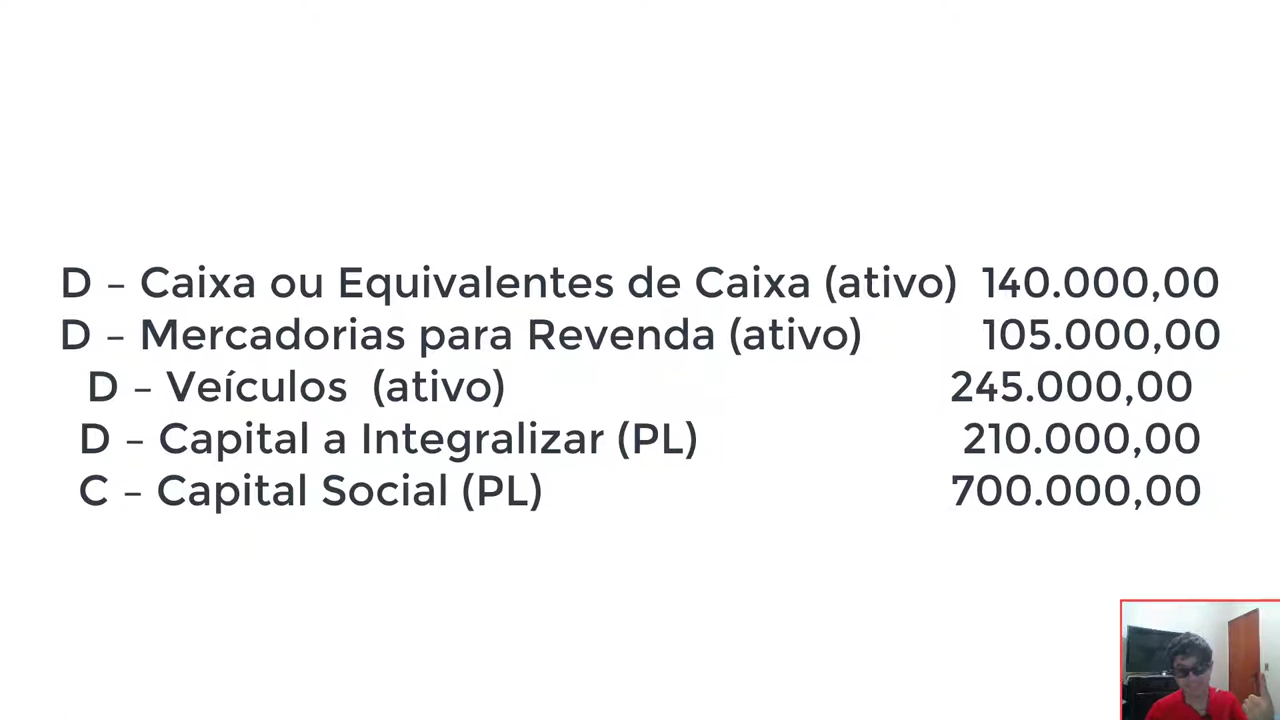 D – Caixa ou Equivalentes de Caixa (ativo) 140.000,00
D – Mercadorias para Revenda (ativo) 105.000,00
D – Veículos (ativo) 245.000,00
D – Capital a Integralizar (PL) 210.000,00
C – Capital Social (PL) 700.000,00